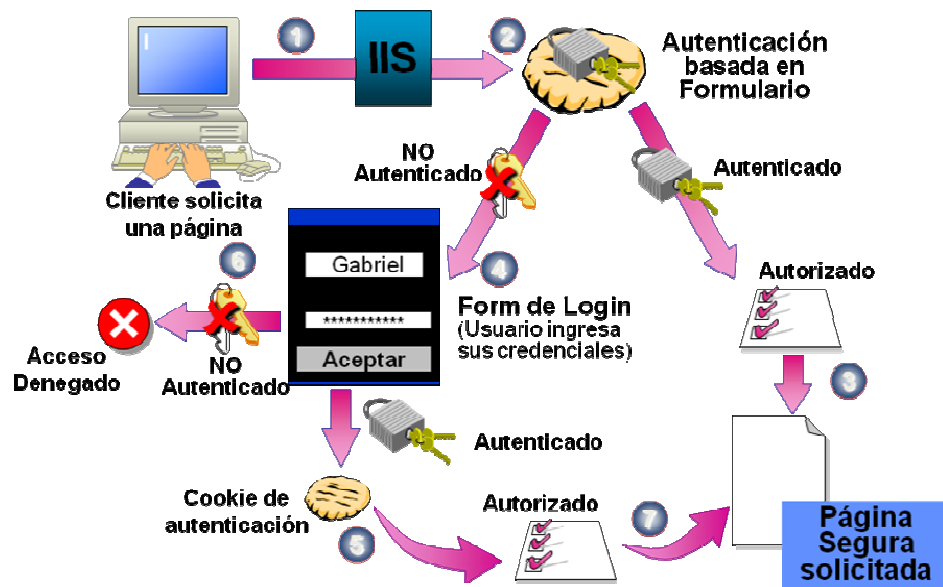 1
IIS
2
Autenticación
basada en
Formulario
NO
Autenticado
Autenticado
Cliente solicita
una página
6
Gabriel
***********
Aceptar
4
Form de Login
(Usuario ingresa
sus credenciales)
Autorizado
Acceso
Denegado
NO
Autenticado
3
Autenticado
Cookie de
autenticación
5
Autorizado
7
Página
Segura
solicitada